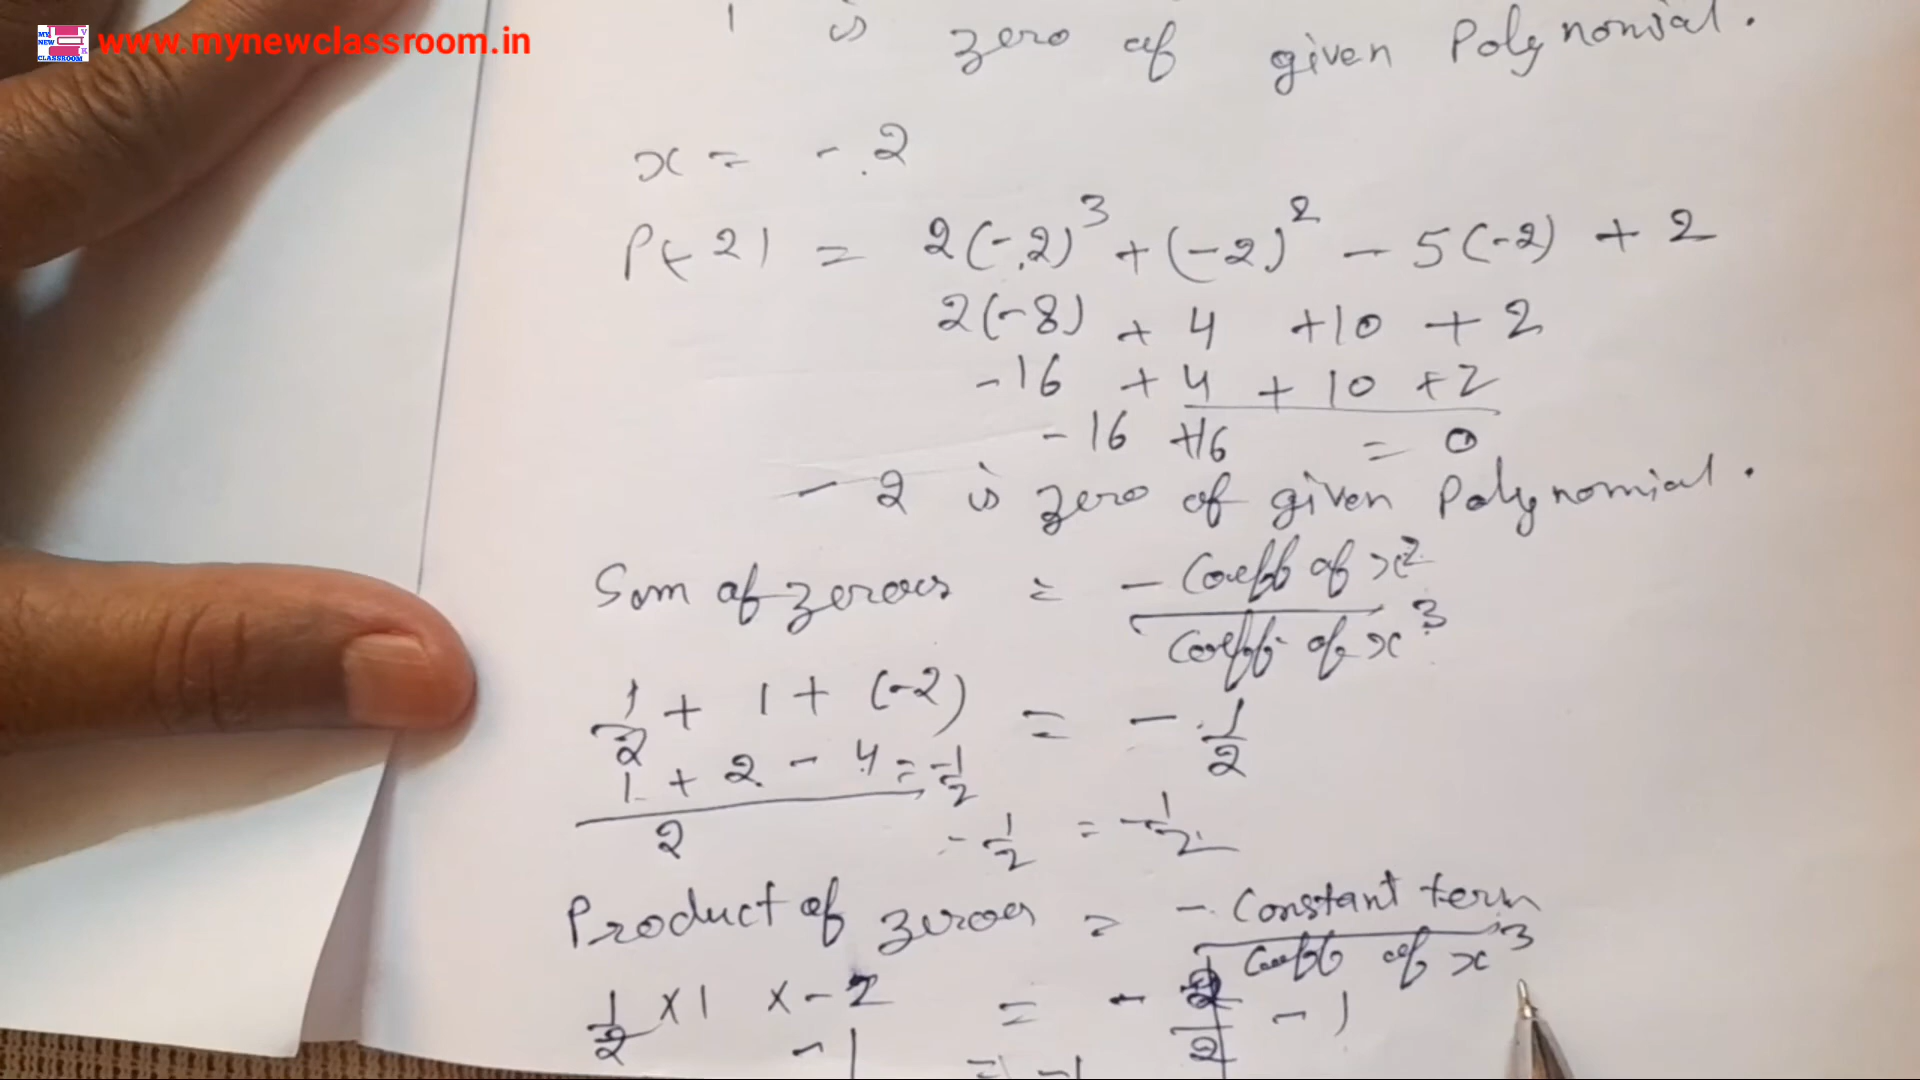 MY NEW CLASSROOM VK
www.mynewclassroom.in
1 is zero of given Polynomial.
x = -2
P(-2) = 2(-2)³ + (-2)² - 5(-2) + 2
2(-8) + 4 +10 + 2
-16 + 4 + 10 +2
-16 +16 = 0
- 2 is zero of given Polynomial.
Sum of zeroes = - Coeff of x²
Coeff. of x³
1/2 + 1 + (-2) = - 1/2
1 + 2 - 4 = -1/2
2
-1/2 = -1/2
Product of zeroes = - Constant term
Coeff of x³
1/2 x 1 x -2 = - 2/2 - 1
-1 = -1